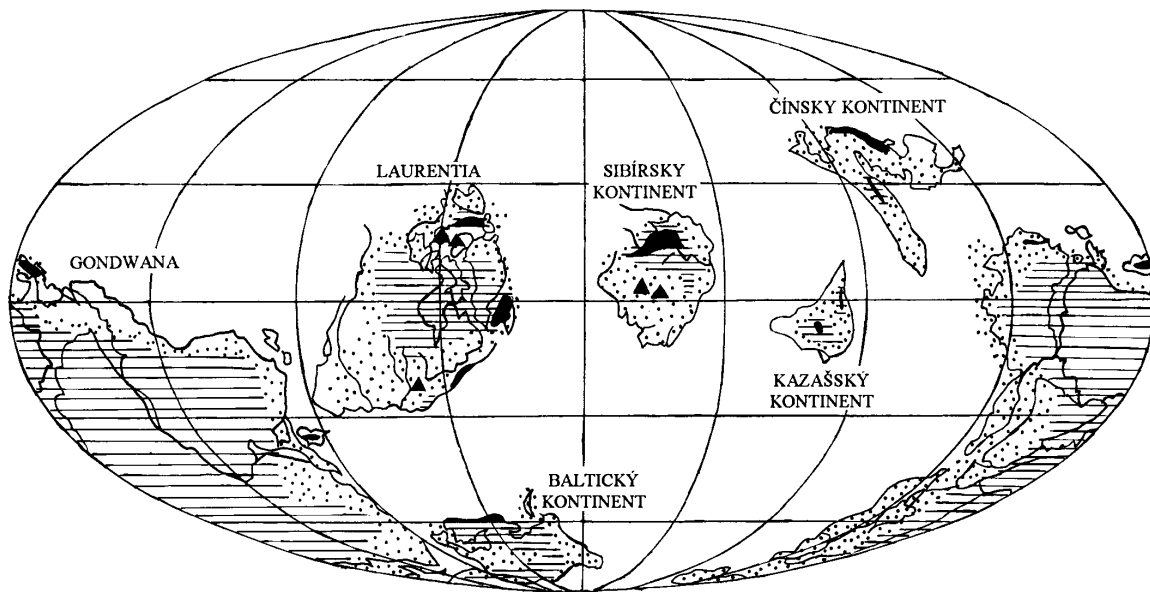 ČÍNSKY KONTINENT
LAURENTIA
SIBÍRSKY
KONTINENT
GONDWANA
KAZAŠSKÝ
KONTINENT
BALTICKÝ
KONTINENT